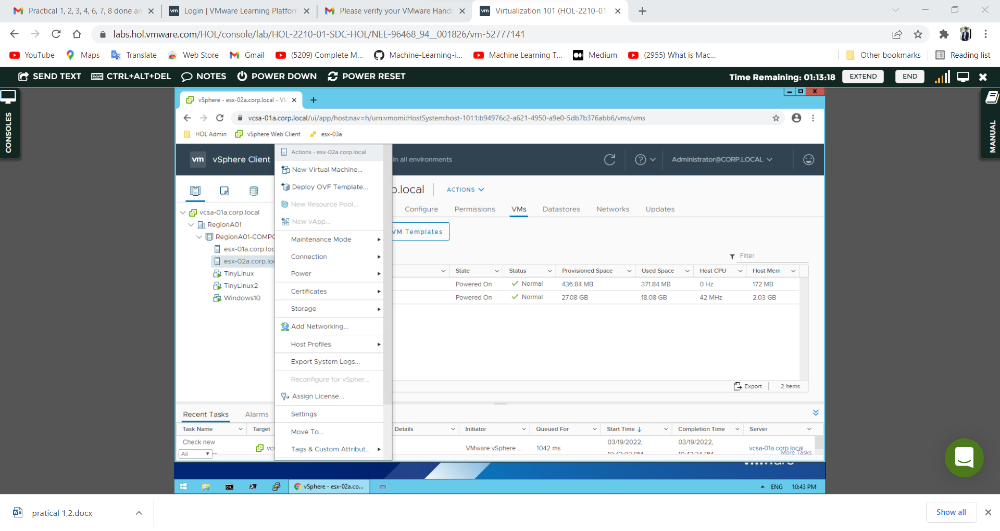 Practical 1, 2, 3, 4, 6, 7, 8 done an
Login | VMware Learning Platform
Please verify your VMware Hands
Virtualization 101 (HOL-2210-01-
labs.hol.vmware.com/HOL/console/lab/HOL-2210-01-SDC-HOL/NEE-96468_94__001826/vm-52777141
YouTube Maps Translate Web Store Gmail (5209) Complete M... Machine-Learning-i... Machine Learning T... Medium (2955) What is Mac... Other bookmarks Reading list
SEND TEXT CTRL+ALT+DEL NOTES POWER DOWN POWER RESET Time Remaining: 01:13:18 EXTEND END
CONSOLES
MANUAL
vSphere - esx-02a.corp.local - VM
vcsa-01a.corp.local/ui/app/host;nav=h/urn:vmomi:HostSystem:host-1011:b94976c2-a621-4950-a9e0-5db7b376abb6/vms/vms
HOL Admin vSphere Web Client esx-03a
vm vSphere Client in all environments Administrator@CORP.LOCAL
Actions - esx-02a.corp.local
New Virtual Machine...
Deploy OVF Template...
New Resource Pool...
New vApp...
Maintenance Mode
Connection
Power
Certificates
Storage
Add Networking...
Host Profiles
Export System Logs...
Reconfigure for vSpher...
Assign License...
Settings
Move To...
Tags & Custom Attribut...
vcsa-01a.corp.local
RegionA01
RegionA01-COMP0
esx-01a.corp.loc
esx-02a.corp.loc
TinyLinux
TinyLinux2
Windows10
p.local ACTIONS
Configure Permissions VMs Datastores Networks Updates
VM Templates
Filter
State Status Provisioned Space Used Space Host CPU Host Mem
Powered On Normal 436.84 MB 371.84 MB 0 Hz 172 MB
Powered On Normal 27.08 GB 18.08 GB 42 MHz 2.03 GB
Export 2 items
Recent Tasks Alarms
Task Name Target Details Initiator Queued For Start Time Completion Time Server
Check new vcs VMware vSphere ... 1042 ms 03/19/2022, 03/19/2022, vcsa-01a.corp.local
10:42:03 PM 10:42:24 PM
All More Tasks
vmware
vSphere - esx-02a.co... ENG 10:43 PM
pratical 1,2.docx Show all